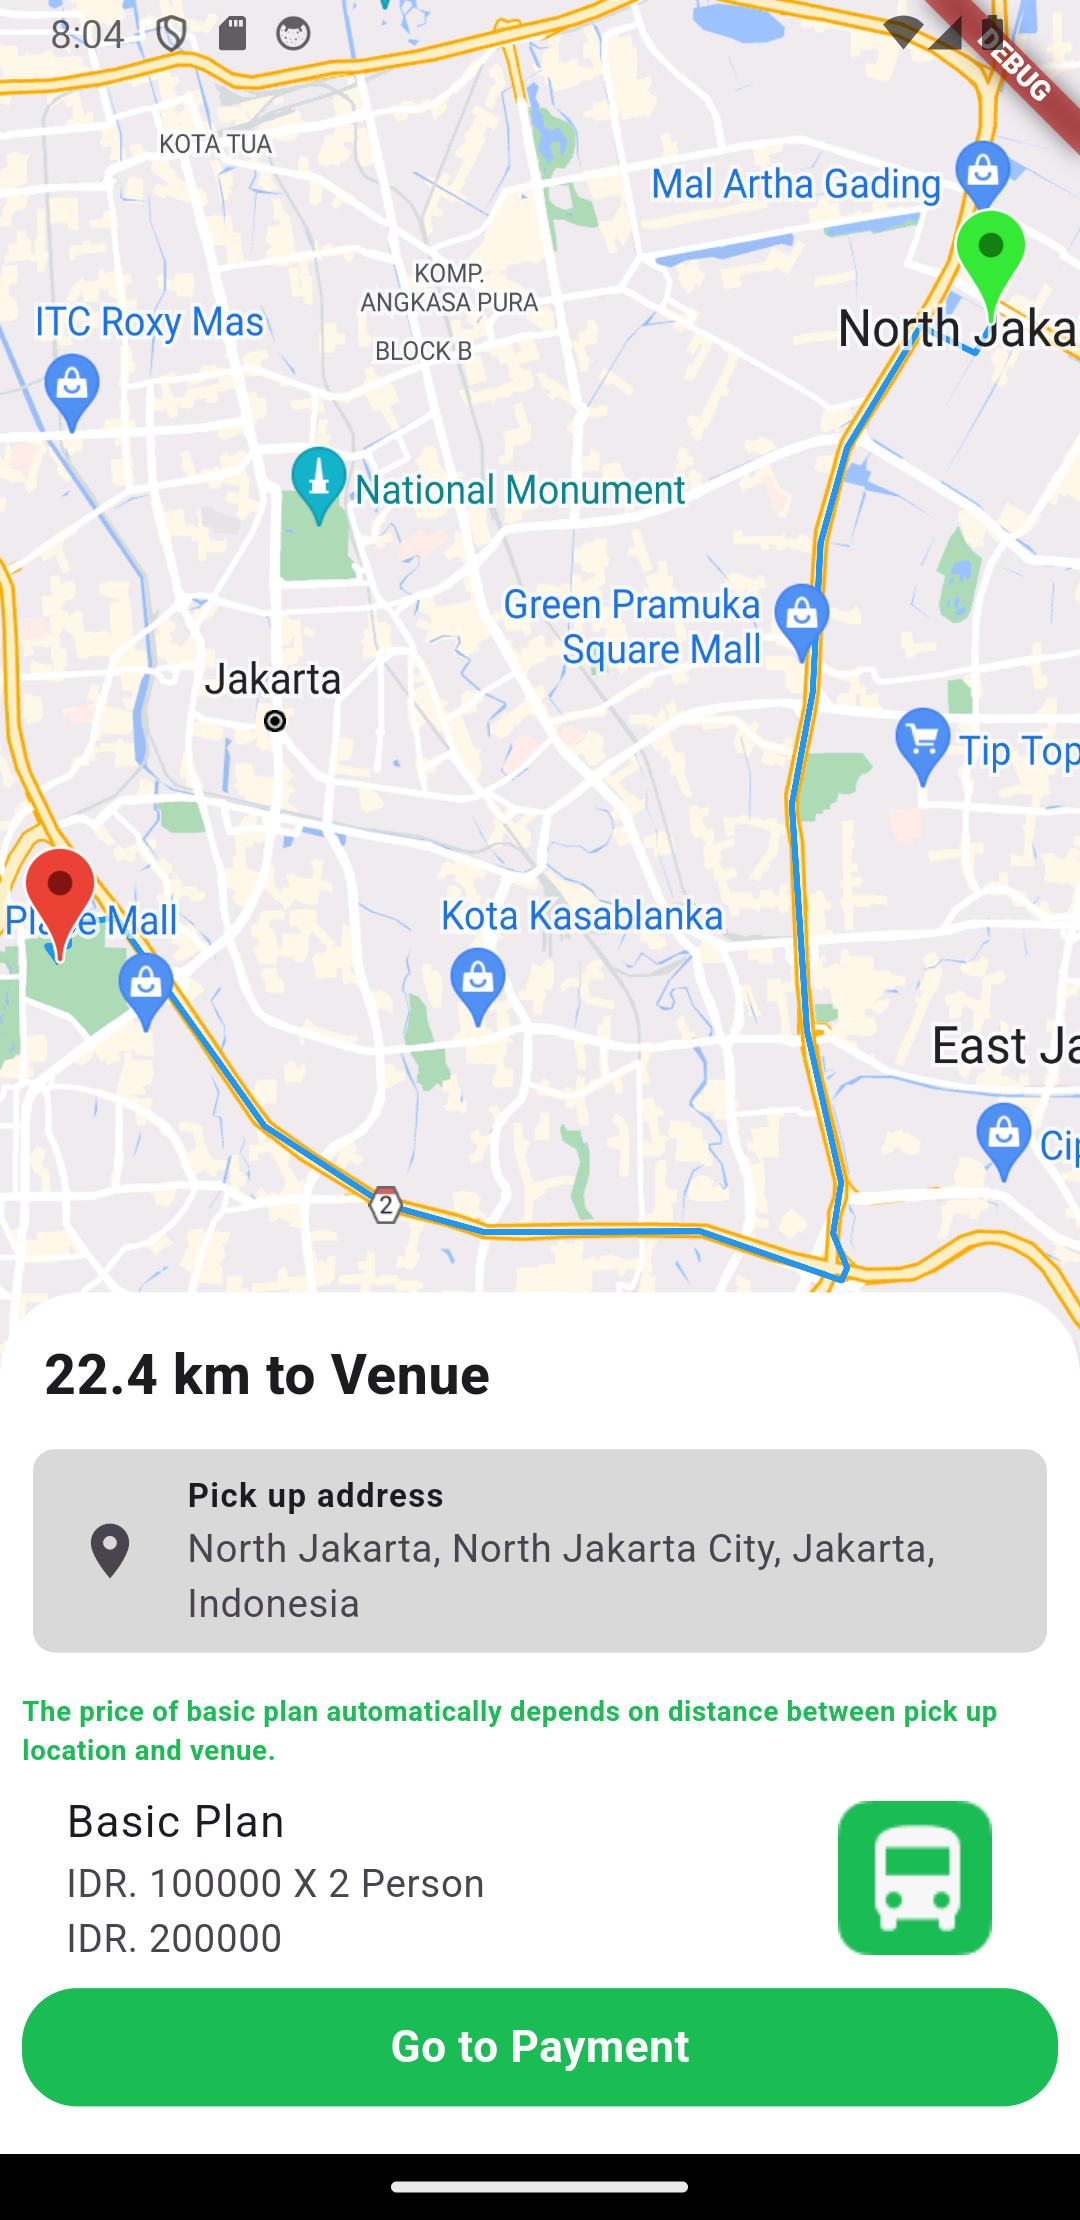 8:04
DEBUG
KOTA TUA
Mal Artha Gading
KOMP.
ANGKASA PURA
ITC Roxy Mas
North Jaka
BLOCK B
National Monument
Green Pramuka
Square Mall
Jakarta
Tip Top
Place Mall
Kota Kasablanka
East Ja
Cip
2
22.4 km to Venue
Pick up address
North Jakarta, North Jakarta City, Jakarta,
Indonesia
The price of basic plan automatically depends on distance between pick up
location and venue.
Basic Plan
IDR. 100000 X 2 Person
IDR. 200000
Go to Payment